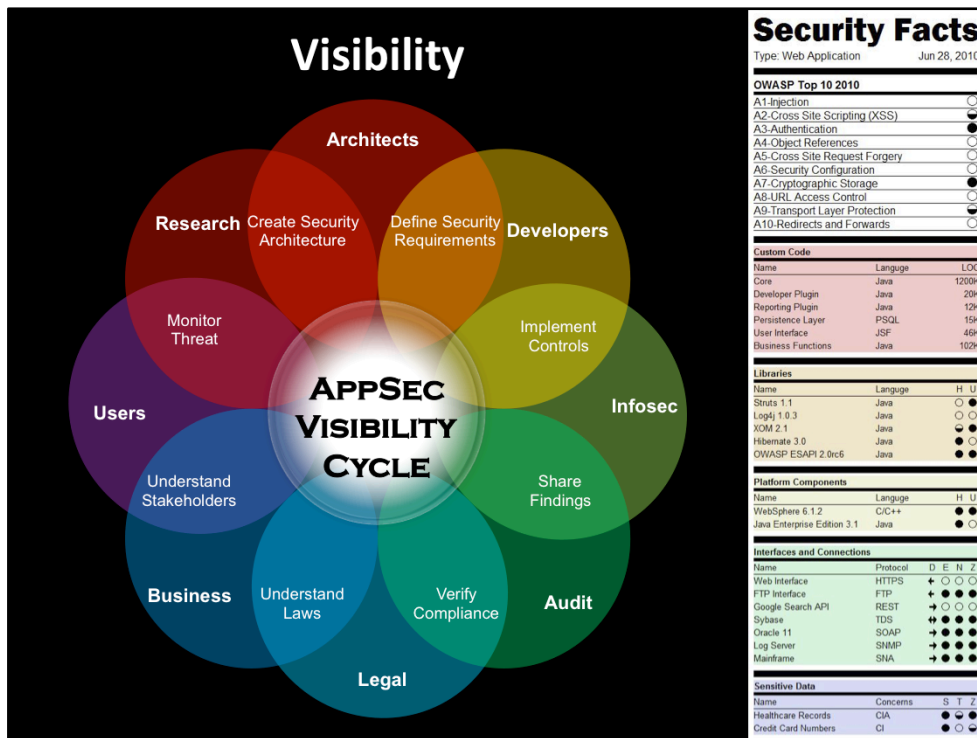 Visibility
Architects
Research
Create Security
Architecture
Define Security
Requirements
Developers
Monitor
Threat
Implement
Controls
Users
APPSEC
VISIBILITY
CYCLE
Infosec
Understand
Stakeholders
Share
Findings
Business
Understand
Laws
Verify
Compliance
Audit
Legal
Security Facts
Type: Web Application Jun 28, 2010
OWASP Top 10 2010
A1-Injection
A2-Cross Site Scripting (XSS)
A3-Authentication
A4-Object References
A5-Cross Site Request Forgery
A6-Security Configuration
A7-Cryptographic Storage
A8-URL Access Control
A9-Transport Layer Protection
A10-Redirects and Forwards
Custom Code
Name Languge LOC
Core Java 1200K
Developer Plugin Java 20K
Reporting Plugin Java 12K
Persistence Layer PSQL 15K
User Interface JSF 46K
Business Functions Java 102K
Libraries
Name Languge H U
Struts 1.1 Java
Log4j 1.0.3 Java
XOM 2.1 Java
Hibernate 3.0 Java
OWASP ESAPI 2.0rc6 Java
Platform Components
Name Languge H U
WebSphere 6.1.2 C/C++
Java Enterprise Edition 3.1 Java
Interfaces and Connections
Name Protocol D E N Z
Web Interface HTTPS
FTP Interface FTP
Google Search API REST
Sybase TDS
Oracle 11 SOAP
Log Server SNMP
Mainframe SNA
Sensitive Data
Name Concerns S T Z
Healthcare Records CIA
Credit Card Numbers CI